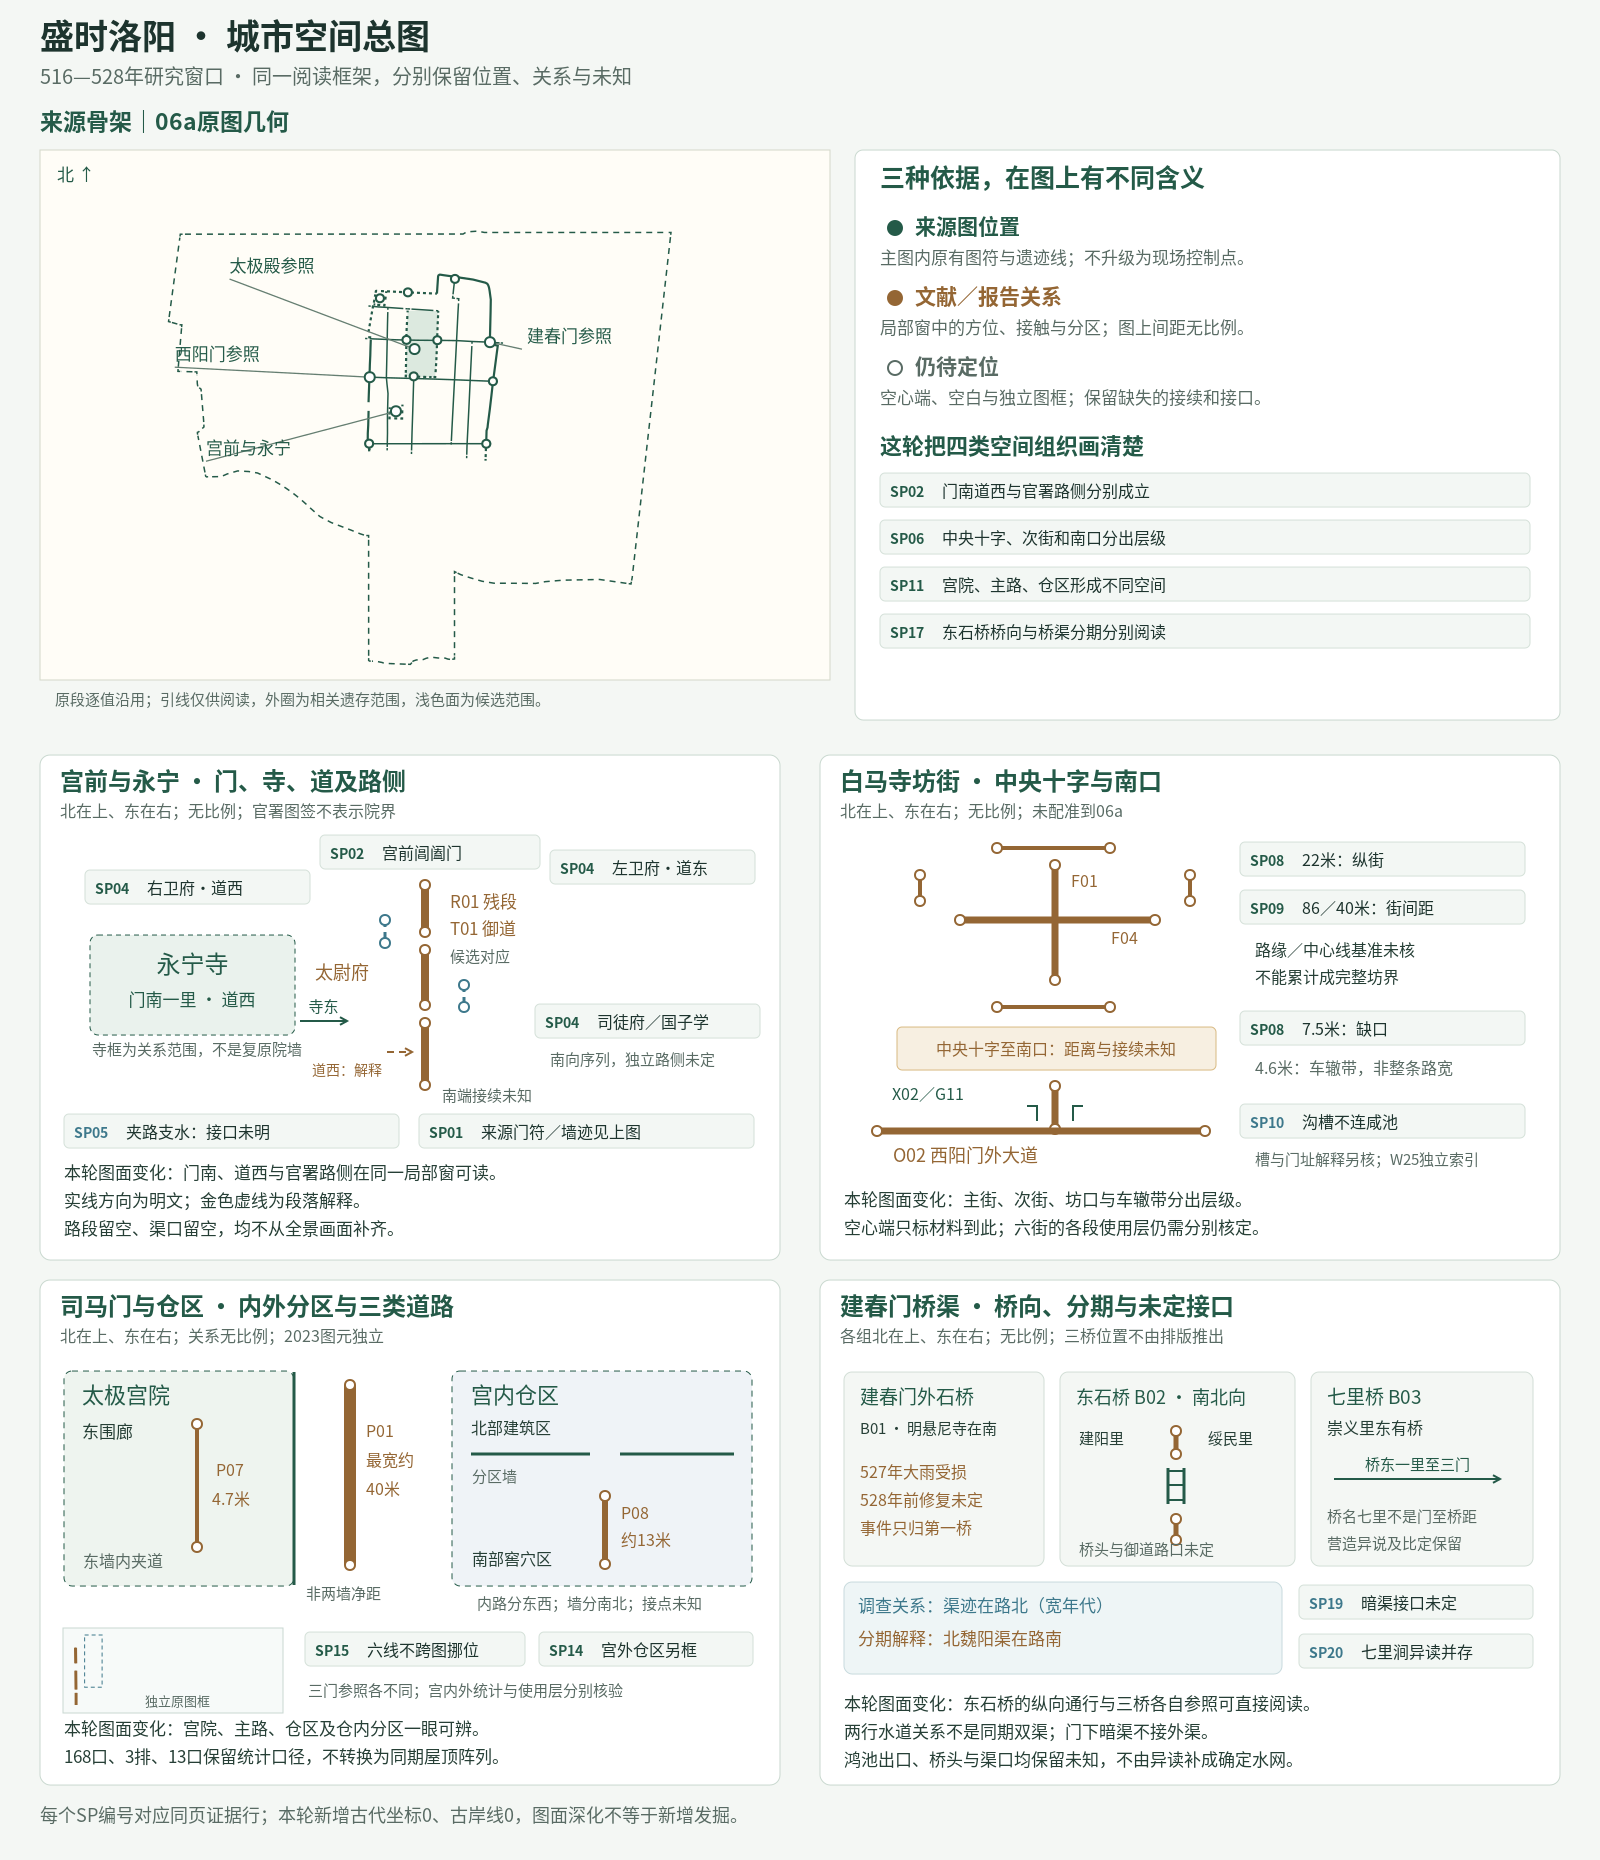 盛时洛阳 · 城市空间总图
516—528年研究窗口 · 同一阅读框架，分别保留位置、关系与未知
来源骨架｜06a原图几何
北 ↑
太极殿参照
建春门参照
西阳门参照
宫前与永宁
原段逐值沿用；引线仅供阅读，外圈为相关遗存范围，浅色面为候选范围。
三种依据，在图上有不同含义
来源图位置
主图内原有图符与遗迹线；不升级为现场控制点。
文献／报告关系
局部窗中的方位、接触与分区；图上间距无比例。
仍待定位
空心端、空白与独立图框；保留缺失的接续和接口。
这轮把四类空间组织画清楚
SP02 门南道西与官署路侧分别成立
SP06 中央十字、次街和南口分出层级
SP11 宫院、主路、仓区形成不同空间
SP17 东石桥桥向与桥渠分期分别阅读
宫前与永宁 · 门、寺、道及路侧
北在上、东在右；无比例；官署图签不表示院界
SP02 宫前阊阖门
SP04 左卫府·道东
SP04 右卫府·道西
R01 残段
T01 御道
候选对应
永宁寺
门南一里 · 道西
太尉府
寺东
寺框为关系范围，不是复原院墙
道西：解释
SP04 司徒府／国子学
南向序列，独立路侧未定
南端接续未知
SP05 夹路支水：接口未明
SP01 来源门符／墙迹见上图
本轮图面变化：门南、道西与官署路侧在同一局部窗可读。
实线方向为明文；金色虚线为段落解释。
路段留空、渠口留空，均不从全景画面补齐。
白马寺坊街 · 中央十字与南口
北在上、东在右；无比例；未配准到06a
F01
F04
SP08 22米：纵街
SP09 86／40米：街间距
路缘／中心线基准未核
不能累计成完整坊界
SP08 7.5米：缺口
4.6米：车辙带，非整条路宽
中央十字至南口：距离与接续未知
X02／G11
O02 西阳门外大道
SP10 沟槽不连咸池
槽与门址解释另核；W25独立索引
本轮图面变化：主街、次街、坊口与车辙带分出层级。
空心端只标材料到此；六街的各段使用层仍需分别核定。
司马门与仓区 · 内外分区与三类道路
北在上、东在右；关系无比例；2023图元独立
太极宫院
东围廊
P07
4.7米
东墙内夹道
P01
最宽约
40米
非两墙净距
宫内仓区
北部建筑区
分区墙
P08
约13米
南部窖穴区
内路分东西；墙分南北；接点未知
独立原图框
SP15 六线不跨图挪位
SP14 宫外仓区另框
三门参照各不同；宫内外统计与使用层分别核验
本轮图面变化：宫院、主路、仓区及仓内分区一眼可辨。
168口、3排、13口保留统计口径，不转换为同期屋顶阵列。
建春门桥渠 · 桥向、分期与未定接口
各组北在上、东在右；无比例；三桥位置不由排版推出
建春门外石桥
B01 · 明悬尼寺在南
527年大雨受损
528年前修复未定
事件只归第一桥
东石桥 B02 · 南北向
建阳里
绥民里
桥头与御道路口未定
七里桥 B03
崇义里东有桥
桥东一里至三门
桥名七里不是门至桥距
营造异说及比定保留
调查关系：渠迹在路北（宽年代）
分期解释：北魏阳渠在路南
SP19 暗渠接口未定
SP20 七里涧异读并存
本轮图面变化：东石桥的纵向通行与三桥各自参照可直接阅读。
两行水道关系不是同期双渠；门下暗渠不接外渠。
鸿池出口、桥头与渠口均保留未知，不由异读补成确定水网。
每个SP编号对应同页证据行；本轮新增古代坐标0、古岸线0，图面深化不等于新增发掘。